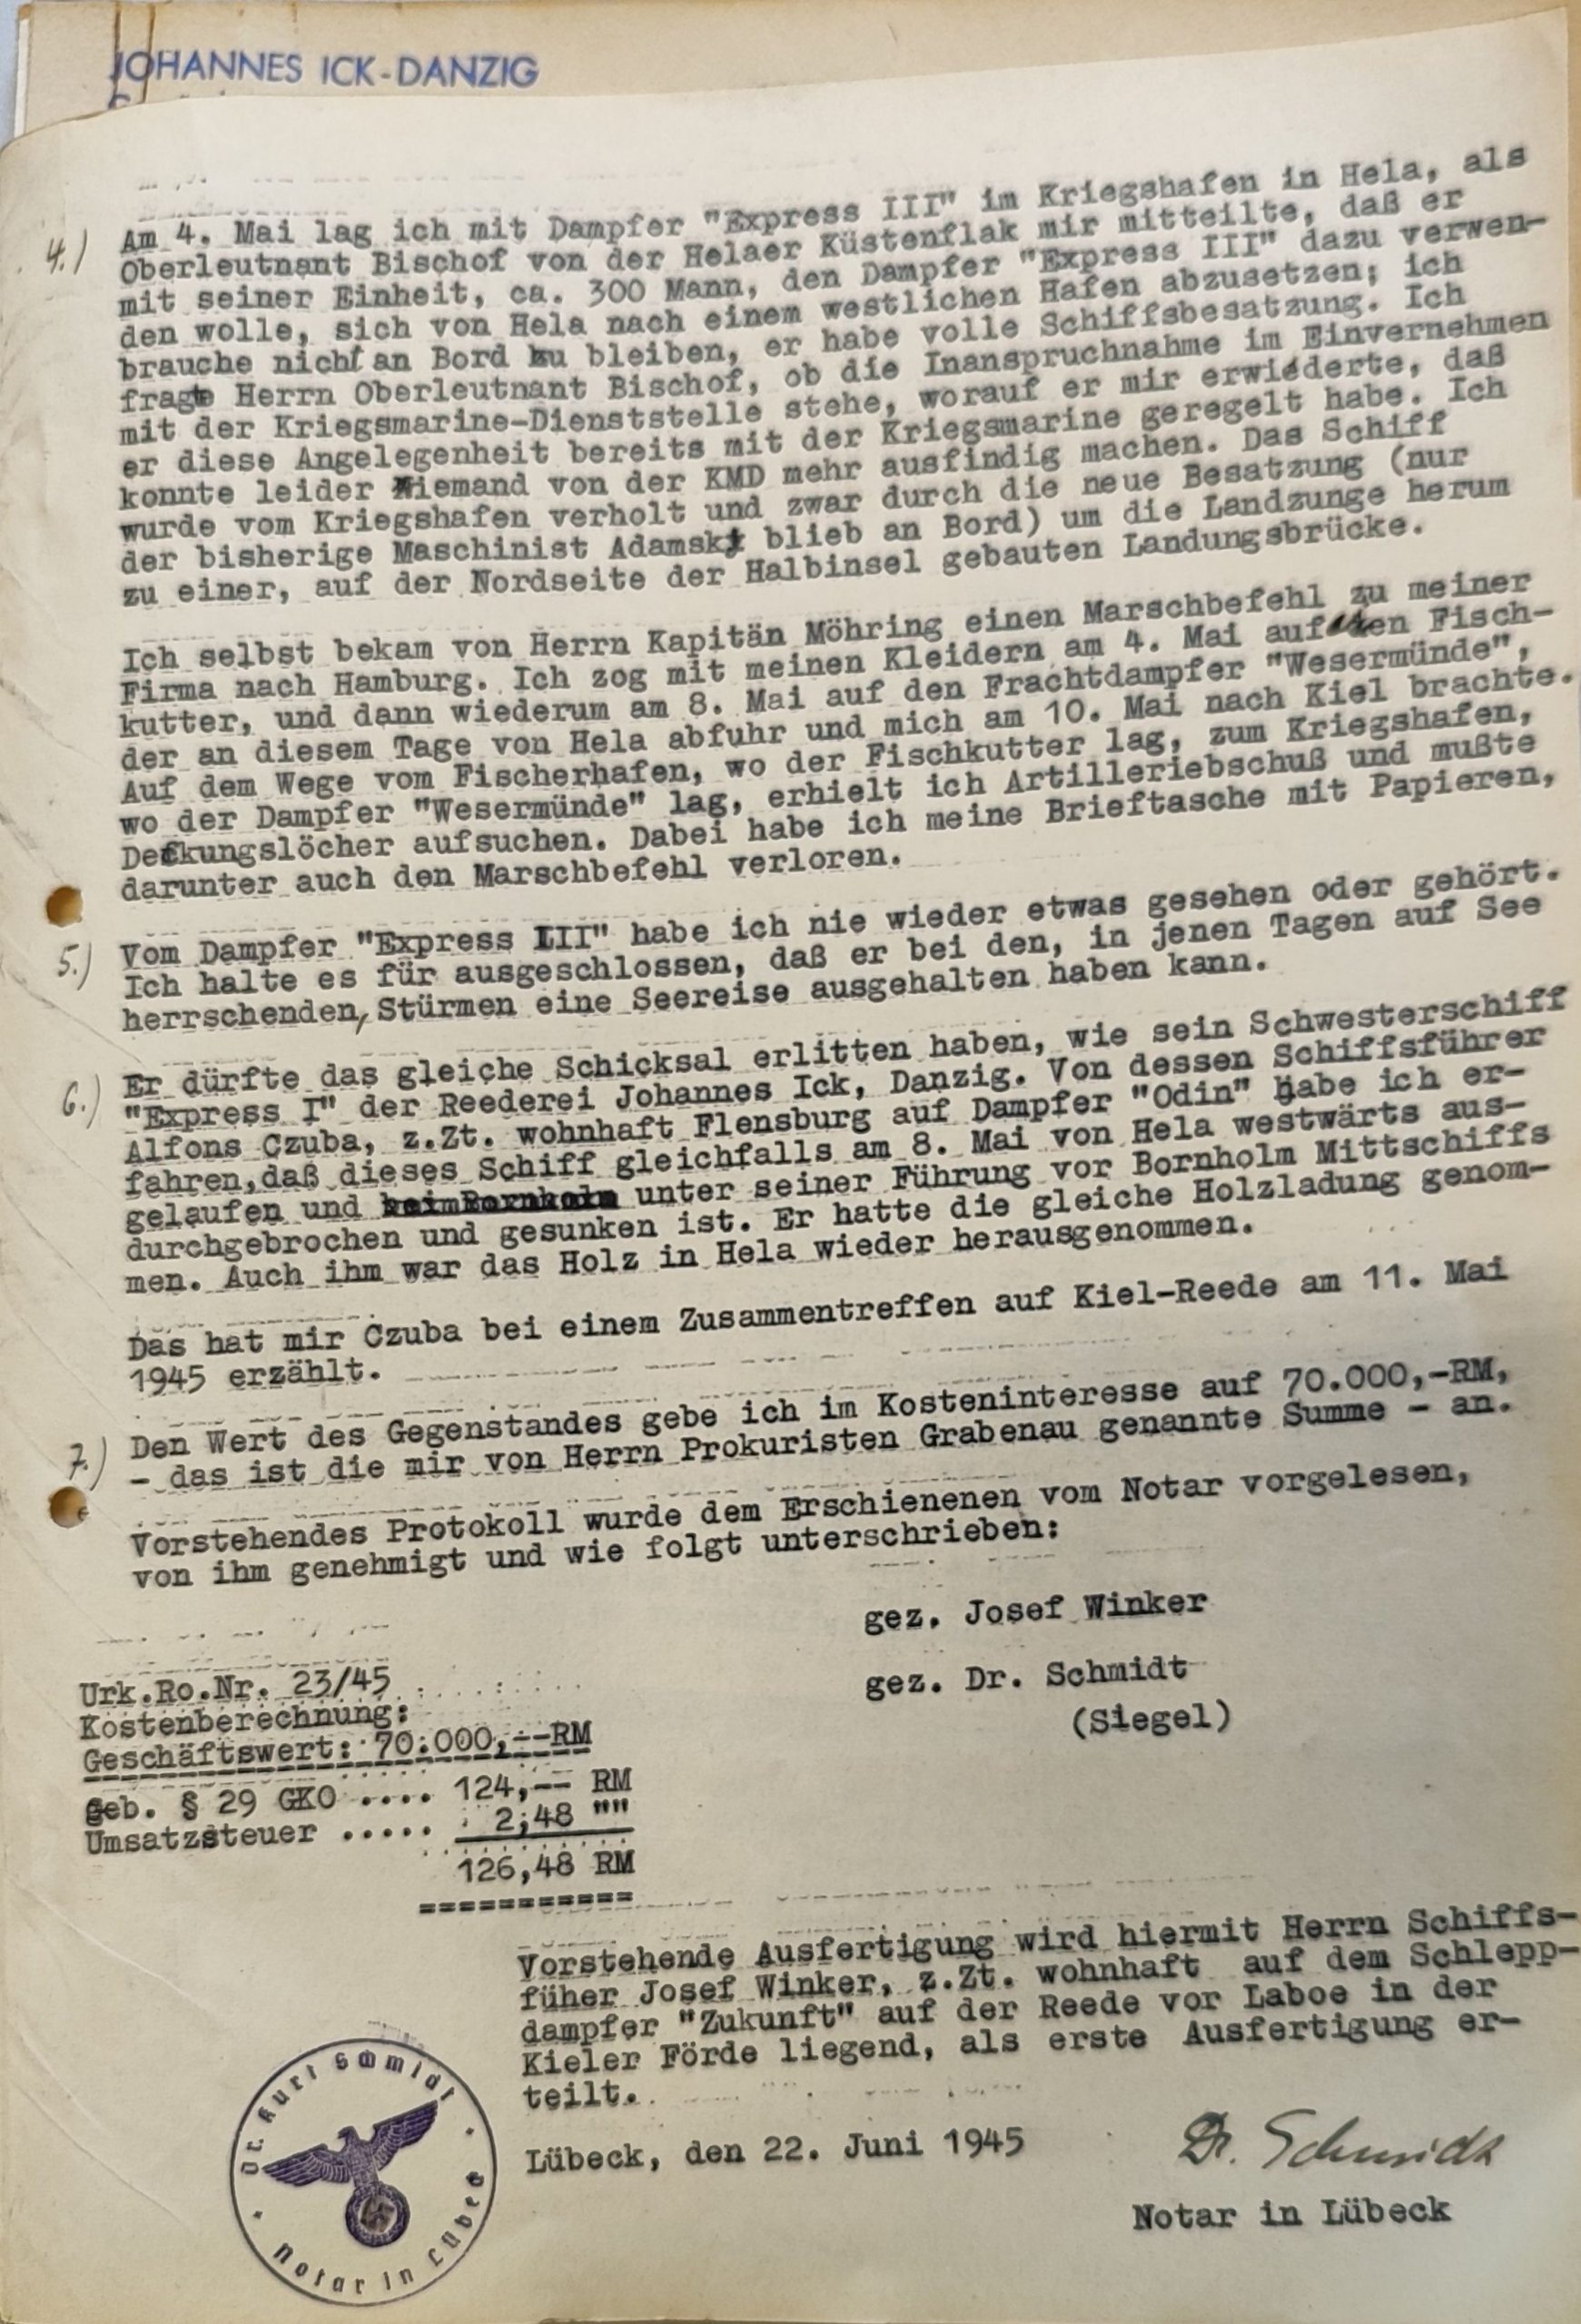 JOHANNES ICK-DANZIG
4.) Am 4. Mai lag ich mit Dampfer "Express III" im Kriegshafen in Hela, als
Oberleutnant Bischof von der Helaer Küstenflak mir mitteilte, daß er
mit seiner Einheit, ca. 300 Mann, den Dampfer "Express III" dazu verwen-
den wolle, sich von Hela nach einem westlichen Hafen abzusetzen; ich
brauche nicht an Bord zu bleiben, er habe volle Schiffsbesatzung. Ich
fragte Herrn Oberleutnant Bischof, ob die Inanspruchnahme im Einvernehmen
mit der Kriegsmarine-Dienststelle stehe, worauf er mir erwiederte, daß
er diese Angelegenheit bereits mit der Kriegsmarine geregelt habe. Ich
konnte leider Niemand von der KMD mehr ausfindig machen. Das Schiff
wurde vom Kriegshafen verholt und zwar durch die neue Besatzung (nur
der bisherige Maschinist Adamski blieb an Bord) um die Landzunge herum
zu einer, auf der Nordseite der Halbinsel gebauten Landungsbrücke.
Ich selbst bekam von Herrn Kapitän Möhring einen Marschbefehl zu meiner
Firma nach Hamburg. Ich zog mit meinen Kleidern am 4. Mai auf den Fisch-
kutter, und dann wiederum am 8. Mai auf den Frachtdampfer "Wesermünde",
der an diesem Tage von Hela abfuhr und mich am 10. Mai nach Kiel brachte.
Auf dem Wege vom Fischerhafen, wo der Fischkutter lag, zum Kriegshafen,
wo der Dampfer "Wesermünde" lag, erhielt ich Artilleriebschuß und mußte
Deckungslöcher aufsuchen. Dabei habe ich meine Brieftasche mit Papieren,
darunter auch den Marschbefehl verloren.
5.) Vom Dampfer "Express III" habe ich nie wieder etwas gesehen oder gehört.
Ich halte es für ausgeschlossen, daß er bei den, in jenen Tagen auf See
herrschenden, Stürmen eine Seereise ausgehalten haben kann.
6.) Er dürfte das gleiche Schicksal erlitten haben, wie sein Schwesterschiff
"Express I" der Reederei Johannes Ick, Danzig. Von dessen Schiffsführer
Alfons Czuba, z.Zt. wohnhaft Flensburg auf Dampfer "Odin" habe ich er-
fahren, daß dieses Schiff gleichfalls am 8. Mai von Hela westwärts aus-
gelaufen und beim Bornholm unter seiner Führung vor Bornholm Mittschiffs
durchgebrochen und gesunken ist. Er hatte die gleiche Holzladung genom-
men. Auch ihm war das Holz in Hela wieder herausgenommen.
Das hat mir Czuba bei einem Zusammentreffen auf Kiel-Reede am 11. Mai
1945 erzählt.
7.) Den Wert des Gegenstandes gebe ich im Kosteninteresse auf 70.000,-RM,
- das ist die mir von Herrn Prokuristen Grabenau genannte Summe - an.
Vorstehendes Protokoll wurde dem Erschienenen vom Notar vorgelesen,
von ihm genehmigt und wie folgt unterschrieben:
gez. Josef Winker
gez. Dr. Schmidt
(Siegel)
Urk.Ro.Nr. 23/45
Kostenberechnung:
Geschäftswert: 70.000,--RM
Geb. § 29 GKO .... 124,-- RM
Umsatzsteuer ..... 2,48 ""
126,48 RM
===========
Vorstehende Ausfertigung wird hiermit Herrn Schiffs-
füher Josef Winker, z.Zt. wohnhaft auf dem Schlepp-
dampfer "Zukunft" auf der Reede vor Laboe in der
Kieler Förde liegend, als erste Ausfertigung er-
teilt.
Lübeck, den 22. Juni 1945
Dr. Schmidt
Notar in Lübeck
Dr. Kurt Schmidt
Notar in Lübeck